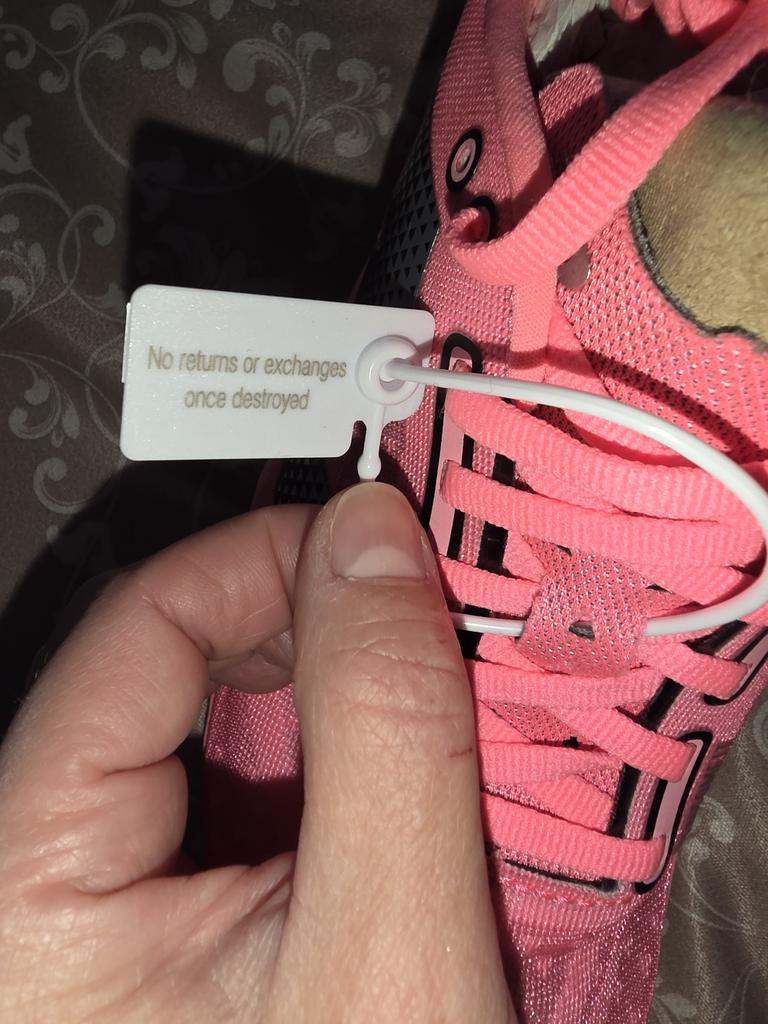 No returns or exchanges
once destroyed